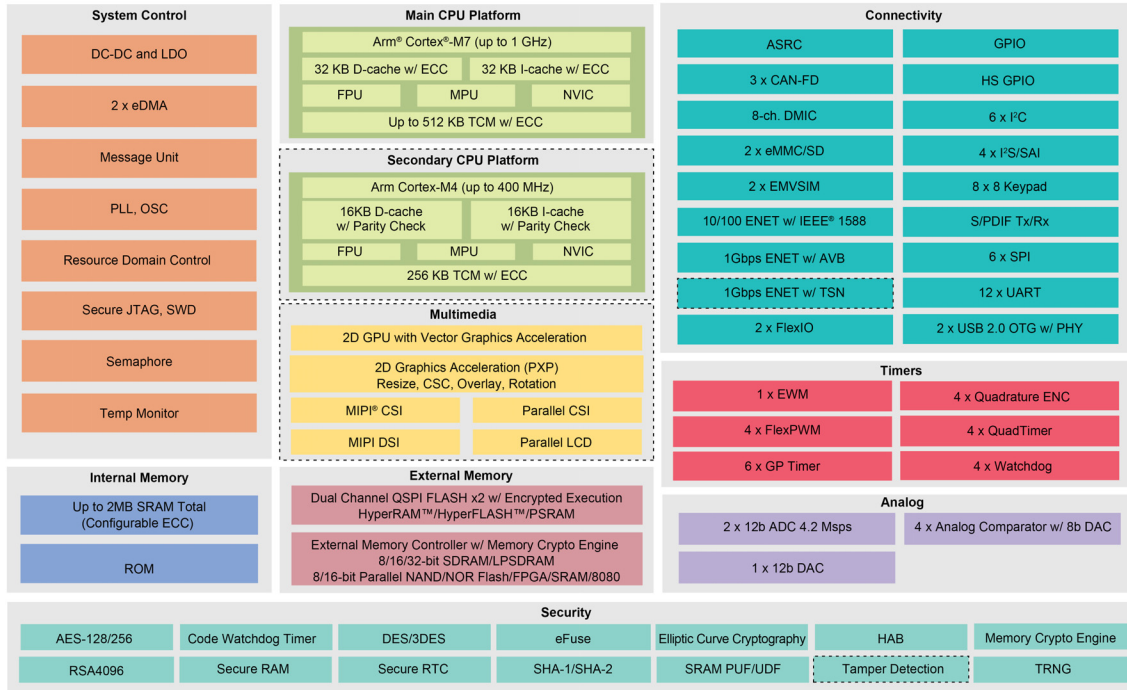 System Control
DC-DC and LDO
2 x eDMA
Message Unit
PLL, OSC
Resource Domain Control
Secure JTAG, SWD
Semaphore
Temp Monitor
Internal Memory
Up to 2MB SRAM Total
(Configurable ECC)
ROM
Main CPU Platform
Arm® Cortex®-M7 (up to 1 GHz)
32 KB D-cache w/ ECC
32 KB I-cache w/ ECC
FPU
MPU
NVIC
Up to 512 KB TCM w/ ECC
Secondary CPU Platform
Arm Cortex-M4 (up to 400 MHz)
16KB D-cache
w/ Parity Check
16KB I-cache
w/ Parity Check
FPU
MPU
NVIC
256 KB TCM w/ ECC
Multimedia
2D GPU with Vector Graphics Acceleration
2D Graphics Acceleration (PXP)
Resize, CSC, Overlay, Rotation
MIPI® CSI
Parallel CSI
MIPI DSI
Parallel LCD
External Memory
Dual Channel QSPI FLASH x2 w/ Encrypted Execution
HyperRAM™/HyperFLASH™/PSRAM
External Memory Controller w/ Memory Crypto Engine
8/16/32-bit SDRAM/LPSDRAM
8/16-bit Parallel NAND/NOR Flash/FPGA/SRAM/8080
Connectivity
ASRC
GPIO
3 x CAN-FD
HS GPIO
8-ch. DMIC
6 x I²C
2 x eMMC/SD
4 x I²S/SAI
2 x EMVSIM
8 x 8 Keypad
10/100 ENET w/ IEEE® 1588
S/PDIF Tx/Rx
1Gbps ENET w/ AVB
6 x SPI
1Gbps ENET w/ TSN
12 x UART
2 x FlexIO
2 x USB 2.0 OTG w/ PHY
Timers
1 x EWM
4 x Quadrature ENC
4 x FlexPWM
4 x QuadTimer
6 x GP Timer
4 x Watchdog
Analog
2 x 12b ADC 4.2 Msps
4 x Analog Comparator w/ 8b DAC
1 x 12b DAC
Security
AES-128/256
Code Watchdog Timer
DES/3DES
eFuse
Elliptic Curve Cryptography
HAB
Memory Crypto Engine
RSA4096
Secure RAM
Secure RTC
SHA-1/SHA-2
SRAM PUF/UDF
Tamper Detection
TRNG